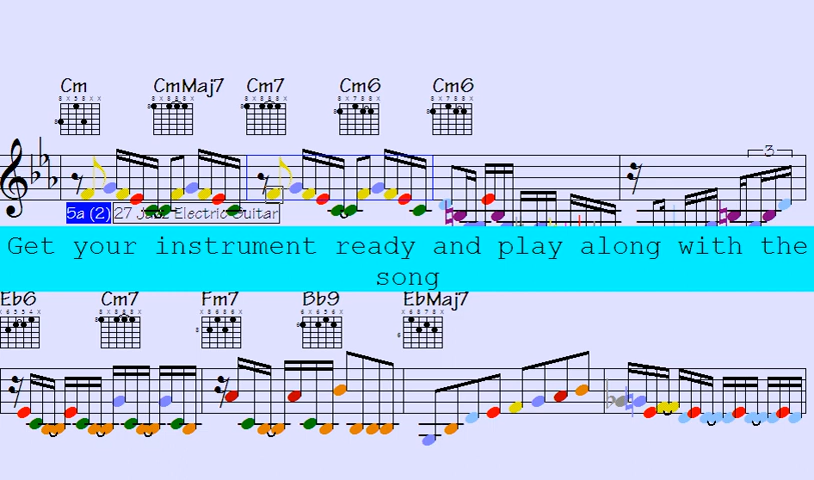 Cm CmMaj7 Cm7 Cm6 Cm6
3
5a (2) 27 Jazz Electric Guitar
Get your instrument ready and play along with the
song
Eb6 Cm7 Fm7 Bb9 EbMaj7